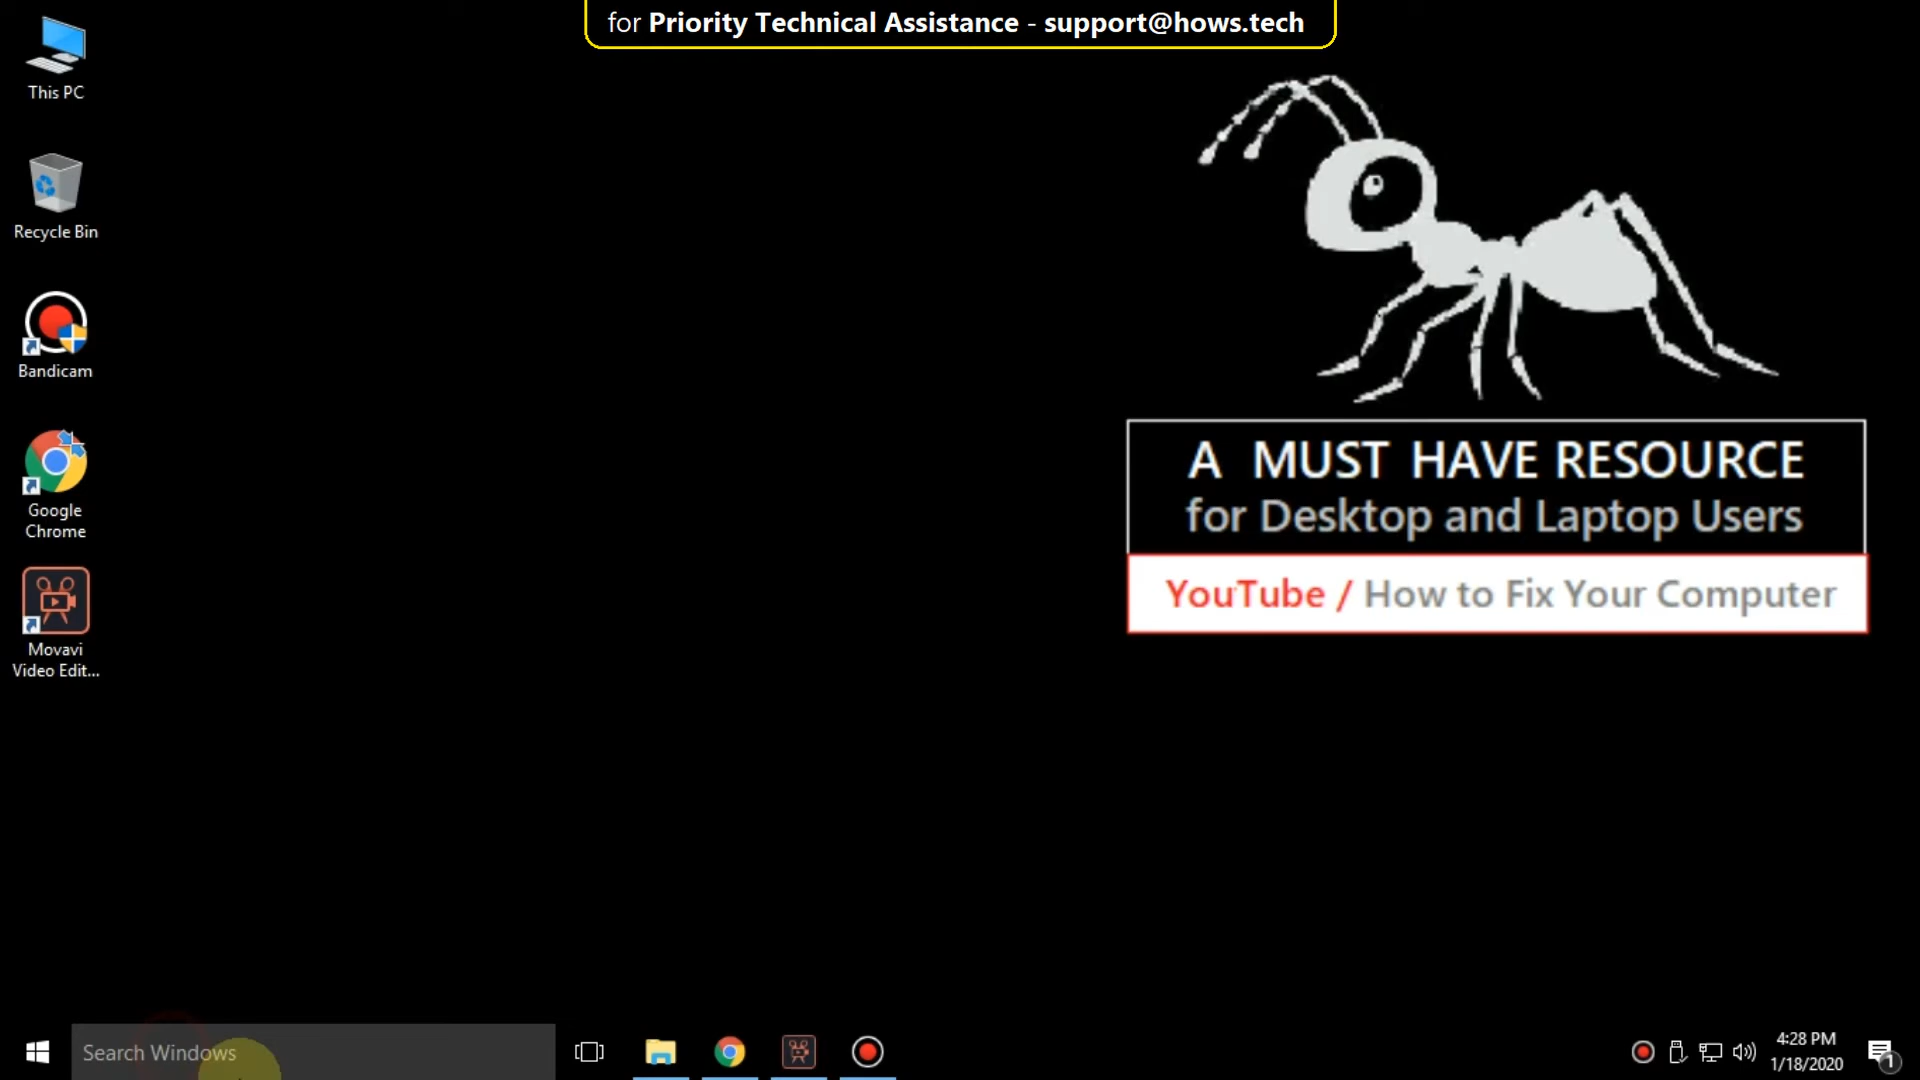 for Priority Technical Assistance - support@hows.tech
This PC
Recycle Bin
Bandicam
Google
Chrome
Movavi
Video Edit...
A MUST HAVE RESOURCE
for Desktop and Laptop Users
YouTube / How to Fix Your Computer
Search Windows
4:28 PM
1/18/2020
1